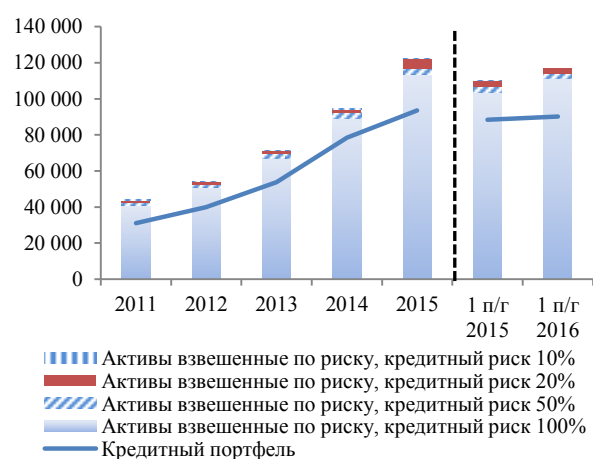 140 000
120 000
100 000
80 000
60 000
40 000
20 000
0
2011 2012 2013 2014 2015 1 п/г 2015 1 п/г 2016
Активы взвешенные по риску, кредитный риск 10%
Активы взвешенные по риску, кредитный риск 20%
Активы взвешенные по риску, кредитный риск 50%
Активы взвешенные по риску, кредитный риск 100%
Кредитный портфель